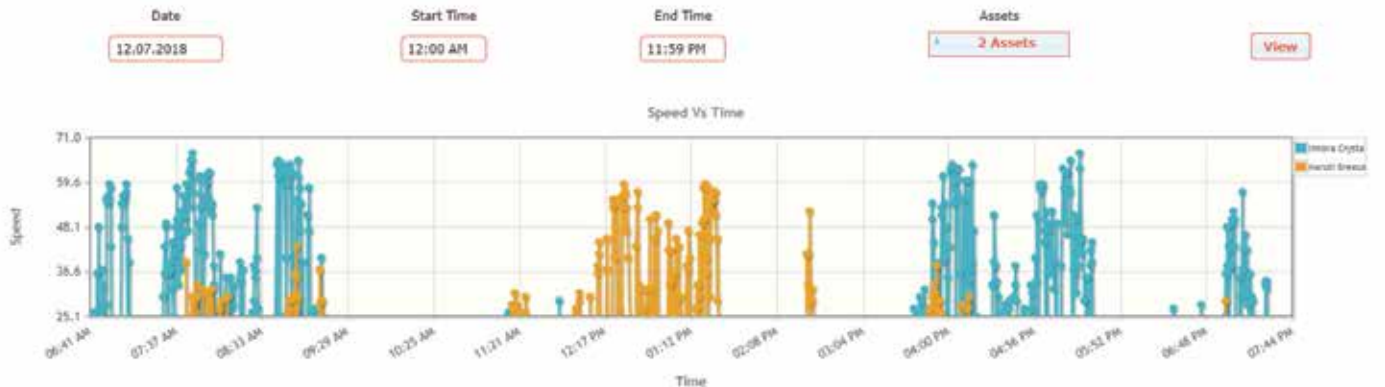 Date Start Time End Time Assets
12.07.2018 12:00 AM 11:59 PM 2 Assets View
Speed Vs Time
71.0
Innova Crysta
Maruti Breeza
59.6
48.1
36.6
25.1
Speed
06:41 AM 07:37 AM 08:33 AM 09:29 AM 10:25 AM 11:21 AM 12:17 PM 01:12 PM 02:08 PM 03:04 PM 04:00 PM 04:56 PM 05:52 PM 06:48 PM 07:44 PM
Time